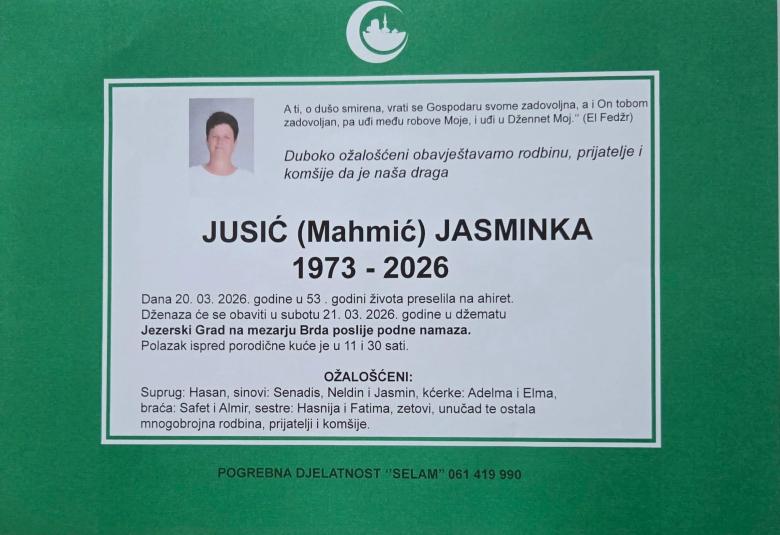 A ti, o dušo smirena, vrati se Gospodaru svome zadovoljna, a i On tobom
zadovoljan, pa uđi među robove Moje, i uđi u Džennet Moj.“ (El Fedžr)
Duboko ožalošćeni obavještavamo rodbinu, prijatelje i
komšije da je naša draga
JUSIĆ (Mahmić) JASMINKA
1973 - 2026
Dana 20. 03. 2026. godine u 53 . godini života preselila na ahiret.
Dženaza će se obaviti u subotu 21. 03. 2026. godine u džematu
Jezerski Grad na mezarju Brda poslije podne namaza.
Polazak ispred porodične kuće je u 11 i 30 sati.
OŽALOŠĆENI:
Suprug: Hasan, sinovi: Senadis, Neldin i Jasmin, kćerke: Adelma i Elma,
braća: Safet i Almir, sestre: Hasnija i Fatima, zetovi, unučad te ostala
mnogobrojna rodbina, prijatelji i komšije.
POGREBNA DJELATNOST ‘‘SELAM’’ 061 419 990